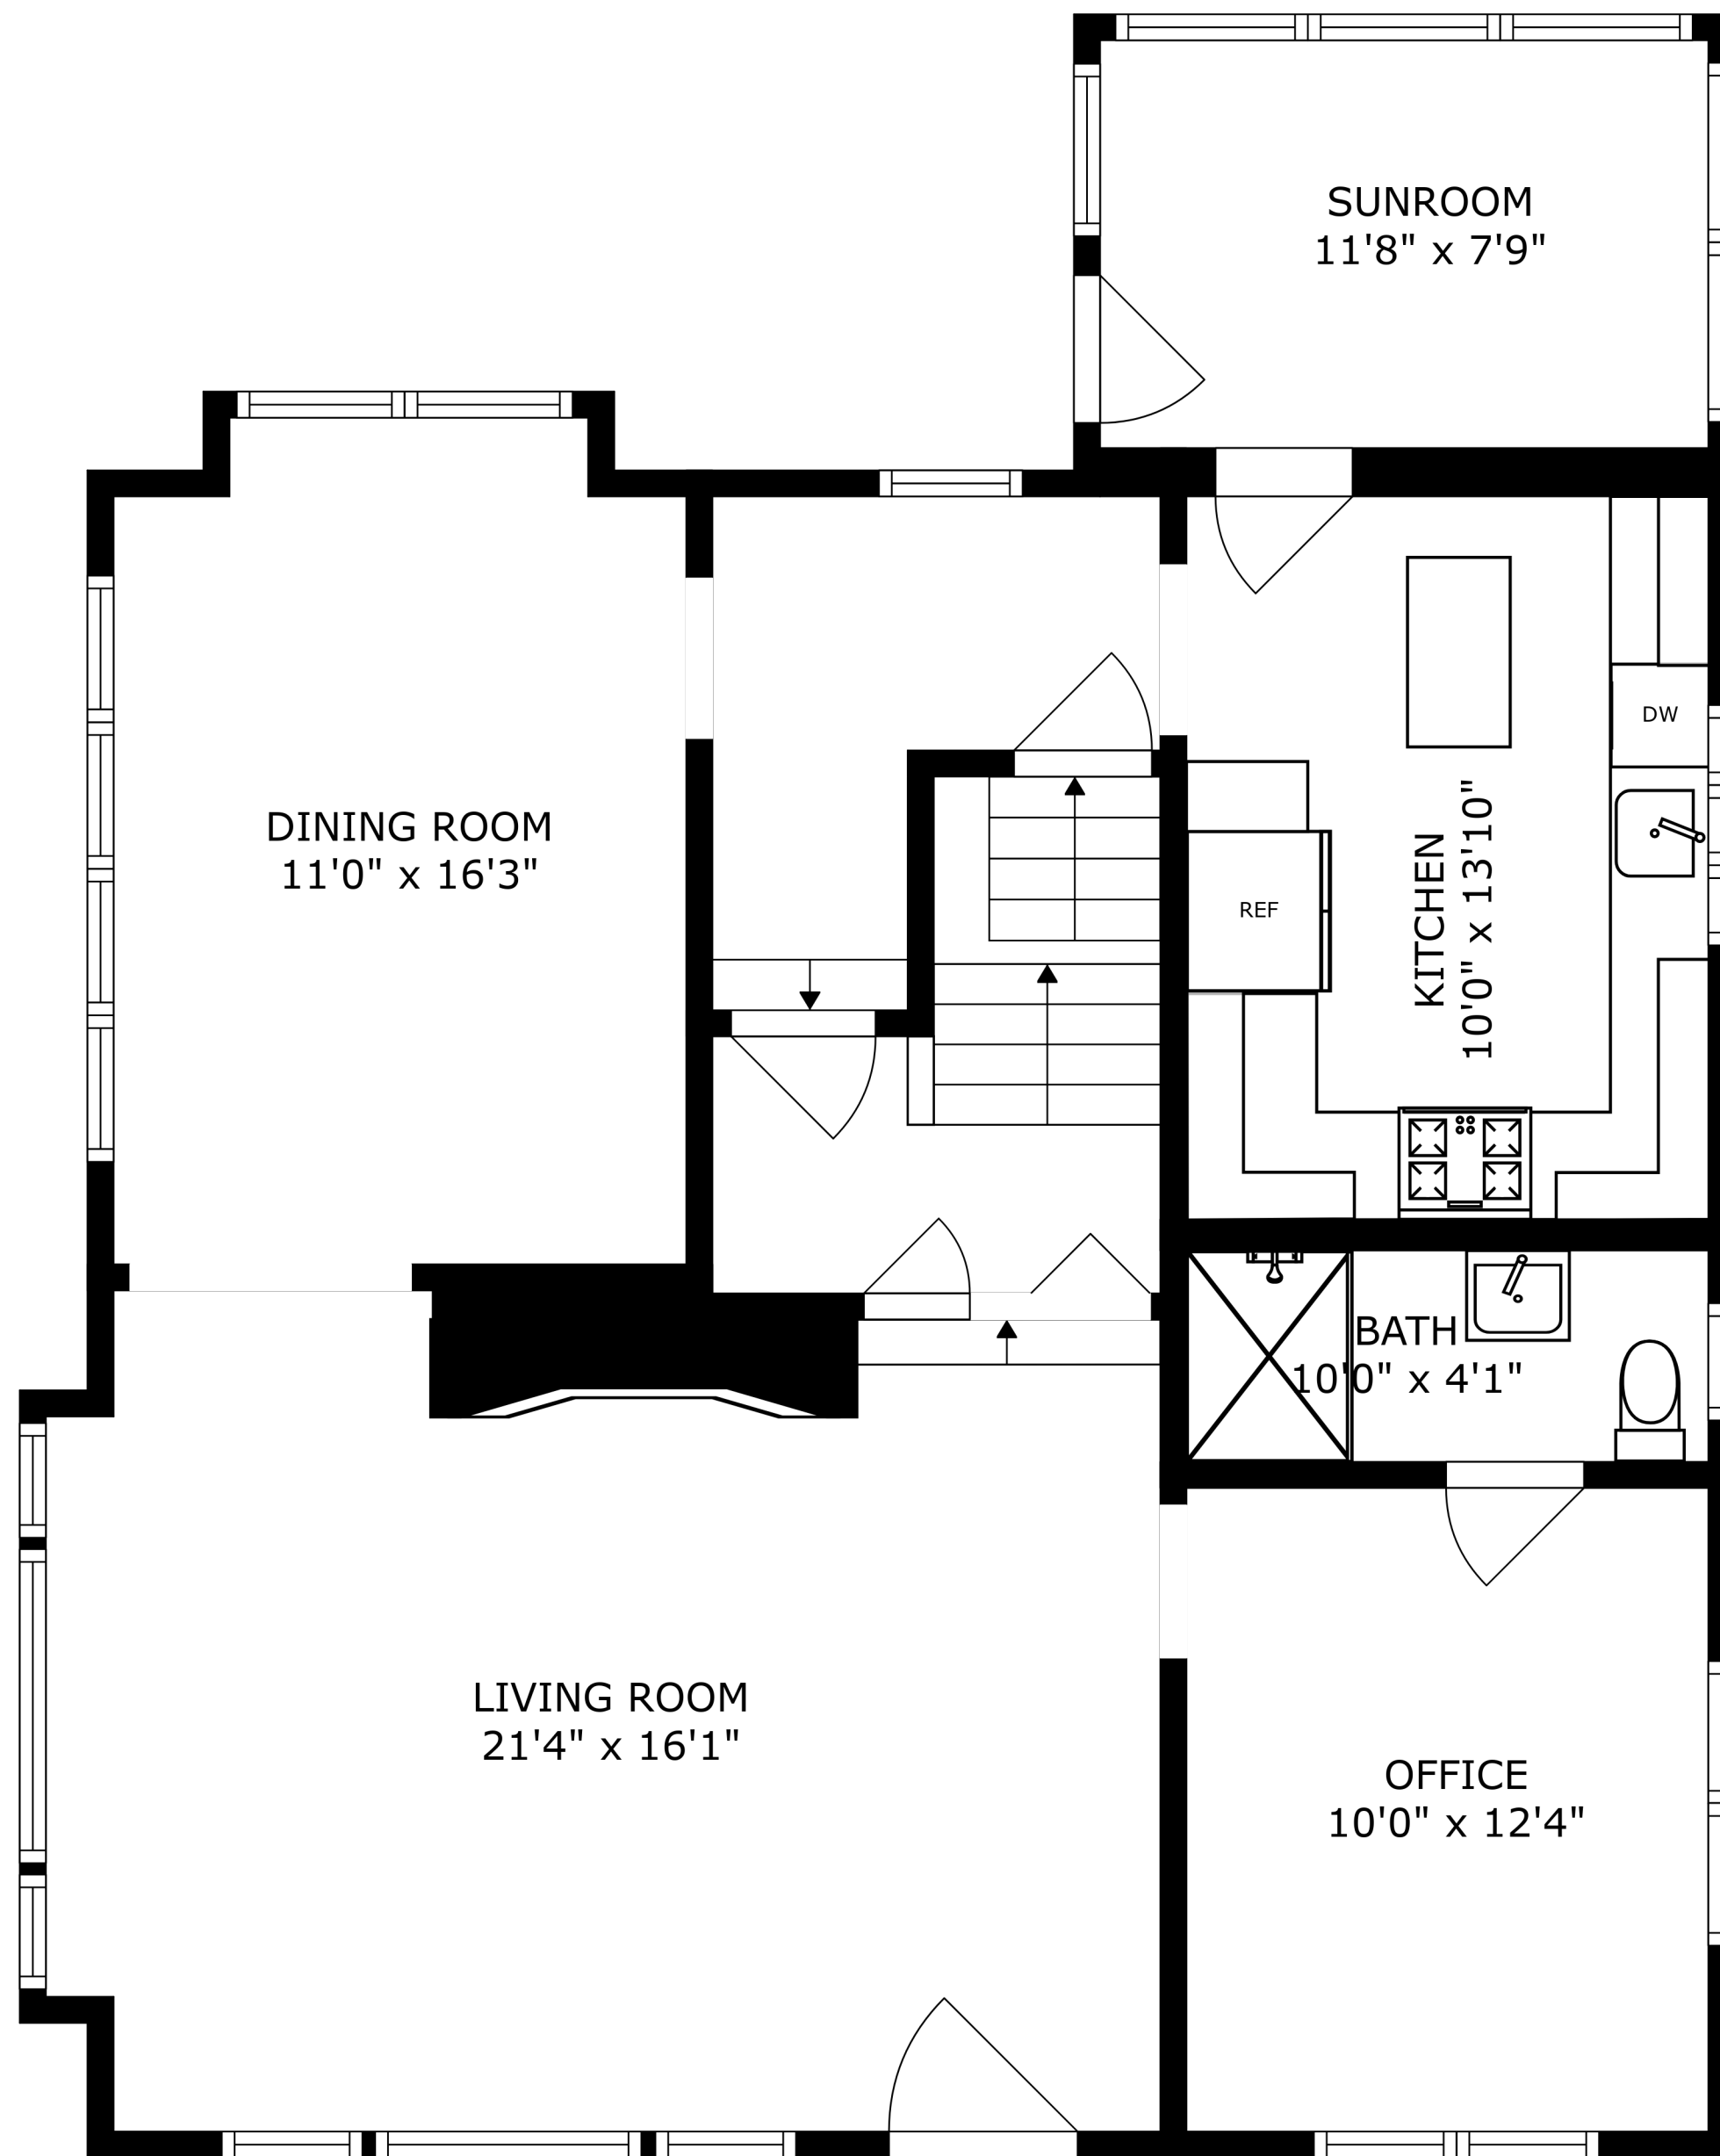 SUNROOM
11'8" x 7'9"
DINING ROOM
11'0" x 16'3"
DW
REF
KITCHEN
10'0" x 13'10"
BATH
10'0" x 4'1"
LIVING ROOM
21'4" x 16'1"
OFFICE
10'0" x 12'4"